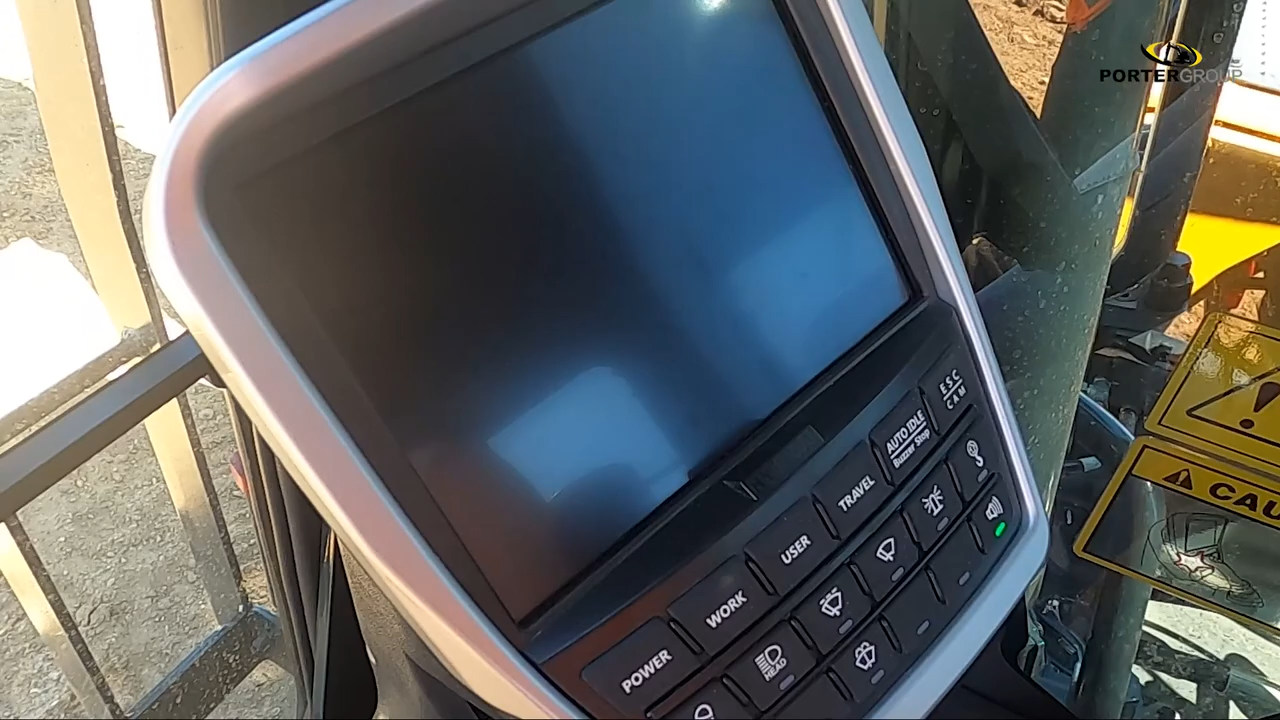 PORTERGROUP
ESC
CAM
AUTO IDLE
Buzzer Stop
TRAVEL
USER
WORK
POWER
HEAD
CAU